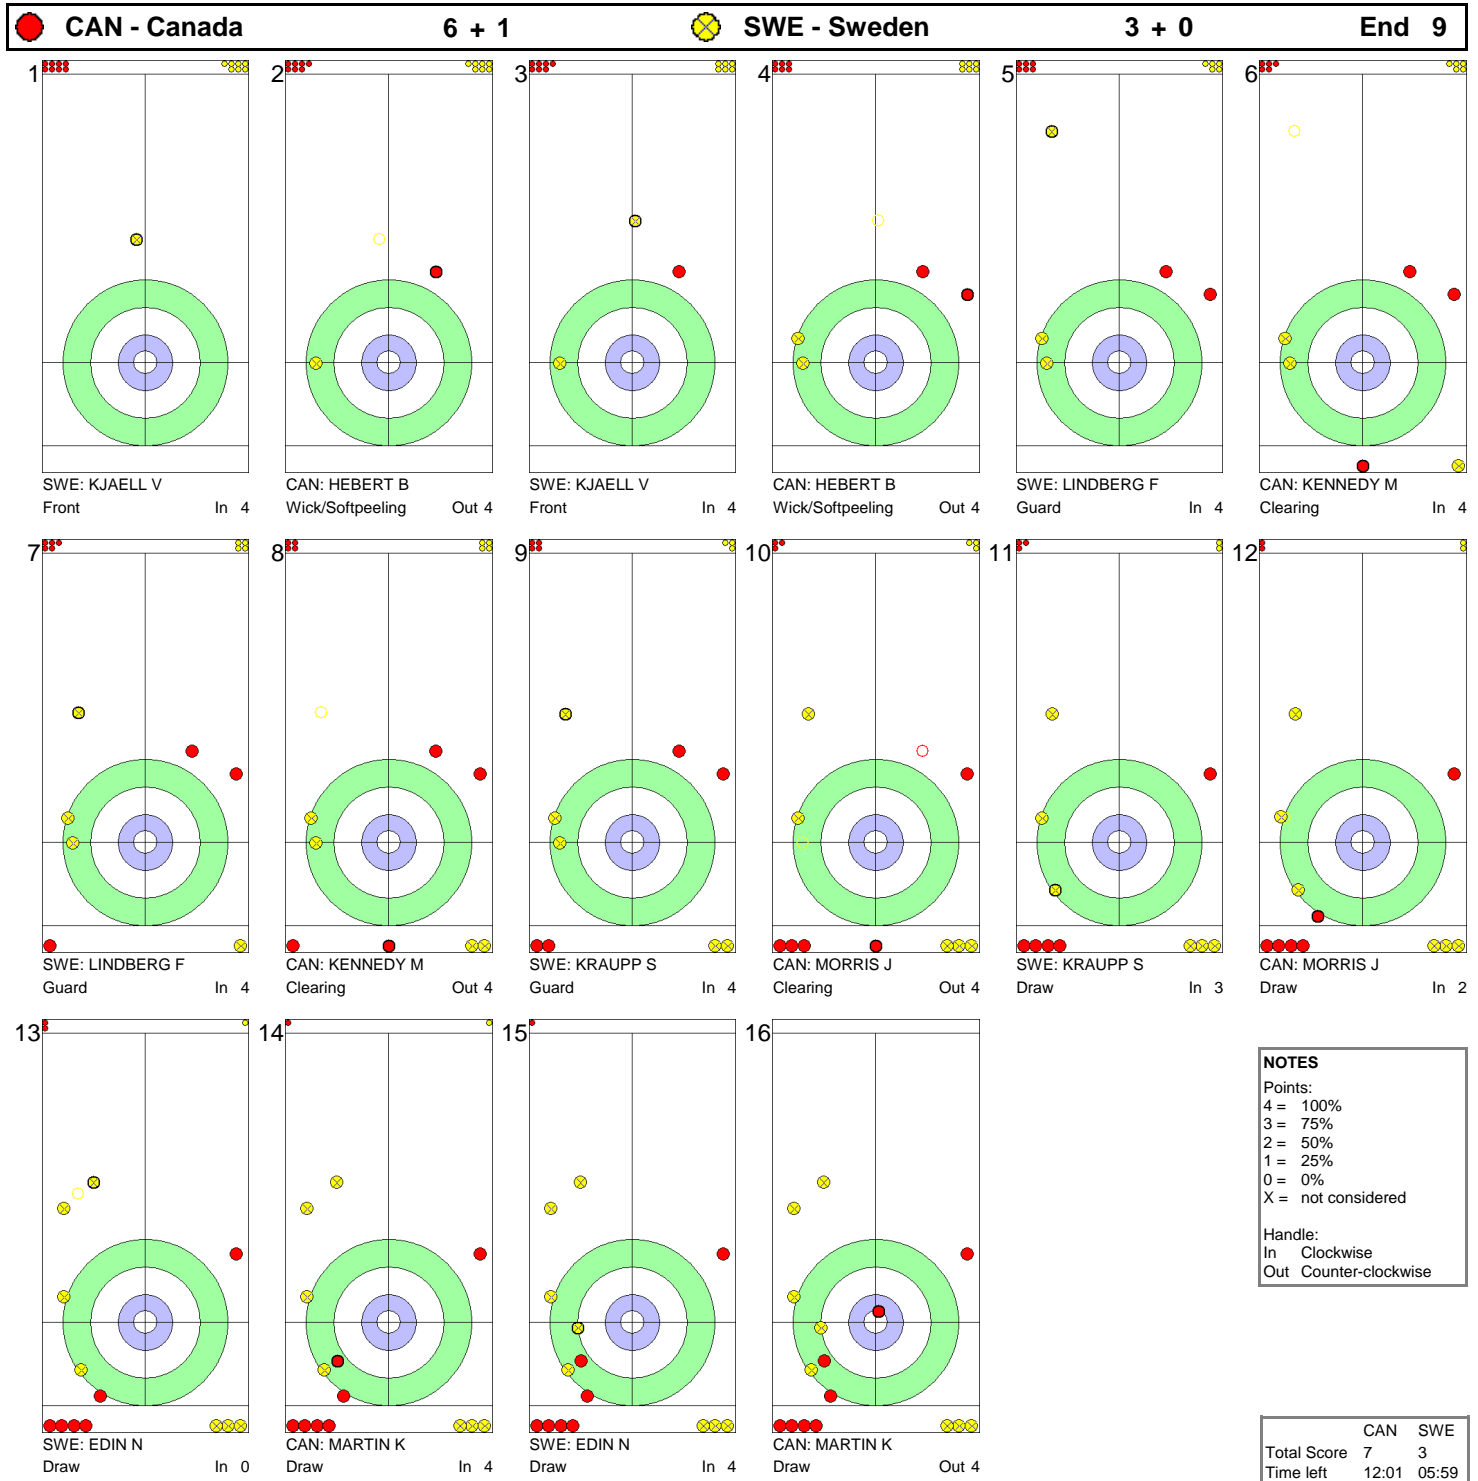 CAN - Canada 6 + 1 SWE - Sweden 3 + 0 End 9
1 2 3 4 5 6
SWE: KJAELL V CAN: HEBERT B SWE: KJAELL V CAN: HEBERT B SWE: LINDBERG F CAN: KENNEDY M
Front In 4 Wick/Softpeeling Out 4 Front In 4 Wick/Softpeeling Out 4 Guard In 4 Clearing In 4
7 8 9 10 11 12
SWE: LINDBERG F CAN: KENNEDY M SWE: KRAUPP S CAN: MORRIS J SWE: KRAUPP S CAN: MORRIS J
Guard In 4 Clearing Out 4 Guard In 4 Clearing Out 4 Draw In 3 Draw In 2
13 14 15 16
SWE: EDIN N CAN: MARTIN K SWE: EDIN N CAN: MARTIN K
Draw In 0 Draw In 4 Draw In 4 Draw Out 4
NOTES
Points:
4 = 100%
3 = 75%
2 = 50%
1 = 25%
0 = 0%
X = not considered
Handle:
In Clockwise
Out Counter-clockwise
CAN SWE
Total Score 7 3
Time left 12:01 05:59